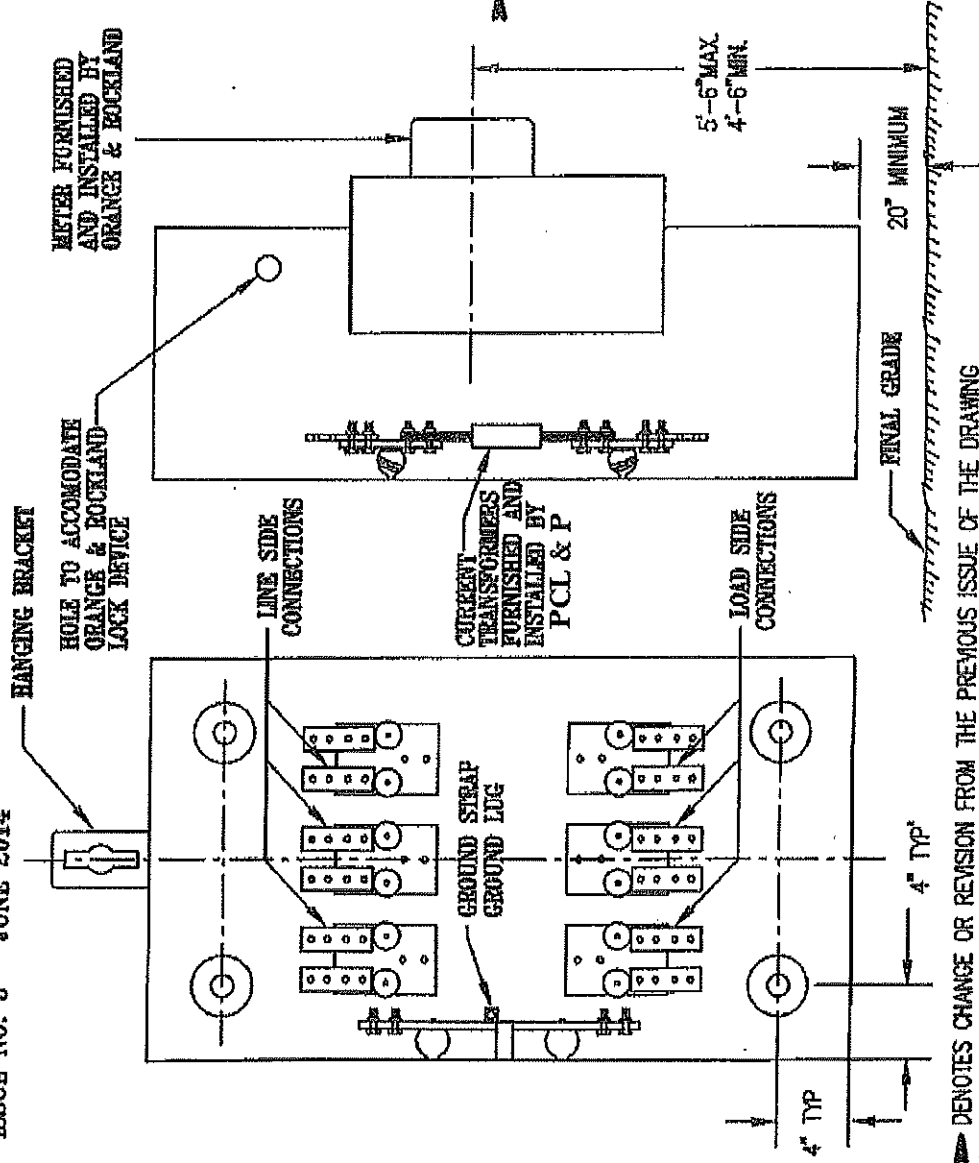 ISSUE NO. 8 JUNE 2014
HANGING BRACKET
HOLE TO ACCOMODATE
ORANGE & ROCKLAND
LOCK DEVICE
METER FURNISHED
AND INSTALLED BY
ORANGE & ROCKLAND
LINE SIDE
CONNECTIONS
CURRENT
TRANSFORMERS
FURNISHED AND
INSTALLED BY
PCL & P
GROUND STRAP
GROUND LUG
LOAD SIDE
CONNECTIONS
5'-6"MAX.
4'-6"MIN.
20" MINIMUM
FINAL GRADE
4" TYP
4" TYP
DENOTES CHANGE OR REVISION FROM THE PREVIOUS ISSUE OF THE DRAWING